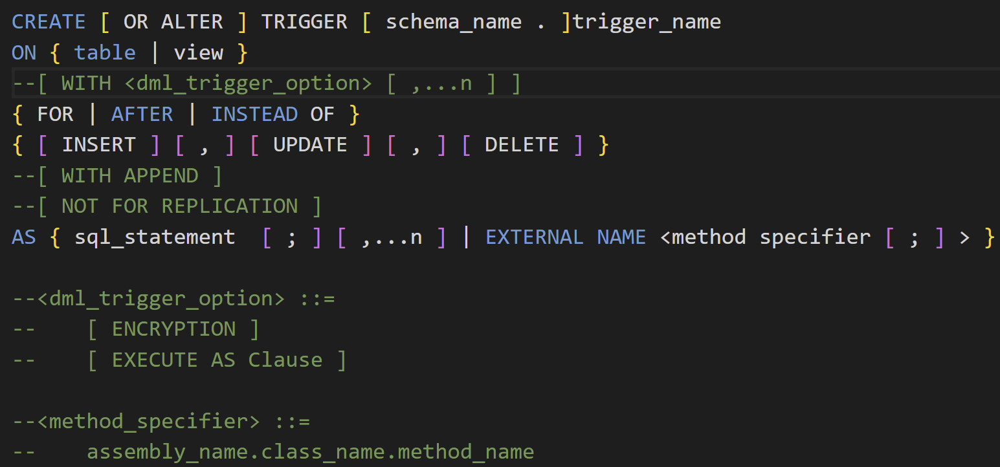 CREATE [ OR ALTER ] TRIGGER [ schema_name . ]trigger_name
ON { table | view }
--[ WITH <dml_trigger_option> [ ,...n ] ]
{ FOR | AFTER | INSTEAD OF }
{ [ INSERT ] [ , ] [ UPDATE ] [ , ] [ DELETE ] }
--[ WITH APPEND ]
--[ NOT FOR REPLICATION ]
AS { sql_statement  [ ; ] [ ,...n ] | EXTERNAL NAME <method specifier [ ; ] > }

--<dml_trigger_option> ::=
--    [ ENCRYPTION ]
--    [ EXECUTE AS Clause ]

--<method_specifier> ::=
--    assembly_name.class_name.method_name